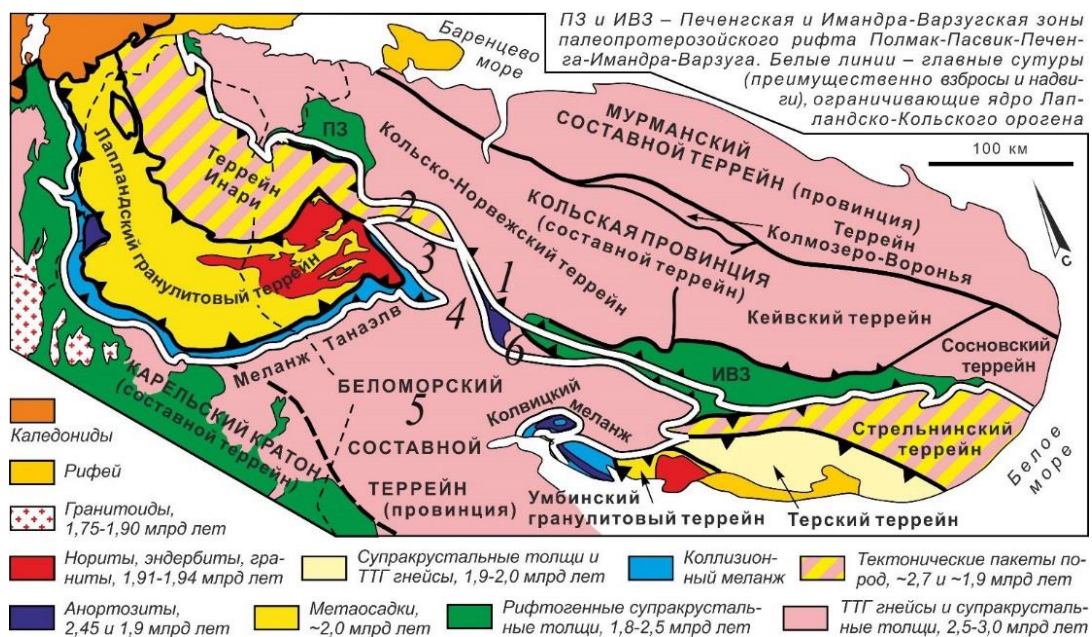 ПЗ и ИВЗ – Печенгская и Имандра-Варзугская зоны
палеопротерозойского рифта Полмак-Пасвик-Печен-
га-Имандра-Варзуга. Белые линии – главные сутуры
(преимущественно взбросы и надви-
ги), ограничивающие ядро Лап-
ландско-Кольского орогена
Баренцево
море
100 км
С
МУРМАНСКИЙ
СОСТАВНОЙ ТЕРРЕЙН (провинция)
ПЗ
Террейн
Инари
Лапландский гранулитовый террейн
Кольско-Норвежский террейн
КОЛЬСКАЯ ПРОВИНЦИЯ
(составной террейн)
Террейн
Колмозеро-Воронья
2
3
1
4
6
5
Кейвский террейн
Сосновский
террейн
ИВЗ
Меланж Танаэлв
БЕЛОМОРСКИЙ
СОСТАВНОЙ
ТЕРРЕЙН
(провинция)
КАРЕЛЬСКИЙ КРАТОН
(составной террейн)
Колвицкий
меланж
Стрельнинский
террейн
Белое
море
Умбинский
гранулитовый террейн
Терский террейн
Каледониды
Рифей
Гранитоиды,
1,75-1,90 млрд лет
Нориты, эндербиты, гра-
ниты, 1,91-1,94 млрд лет
Супракрустальные толщи и
ТТГ гнейсы, 1,9-2,0 млрд лет
Коллизион-
ный меланж
Тектонические пакеты по-
род, ~2,7 и ~1,9 млрд лет
Анортозиты,
2,45 и 1,9 млрд лет
Метаосадки,
~2,0 млрд лет
Рифтогенные супракрусталь-
ные толщи, 1,8-2,5 млрд лет
ТТГ гнейсы и супракрусталь-
ные толщи, 2,5-3,0 млрд лет